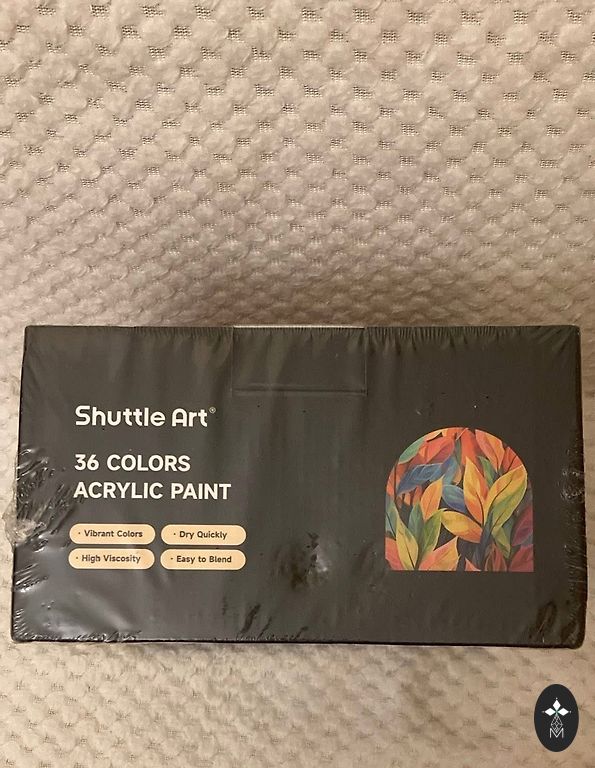 Shuttle Art®
36 COLORS
ACRYLIC PAINT
· Vibrant Colors
· Dry Quickly
· High Viscosity
· Easy to Blend
M